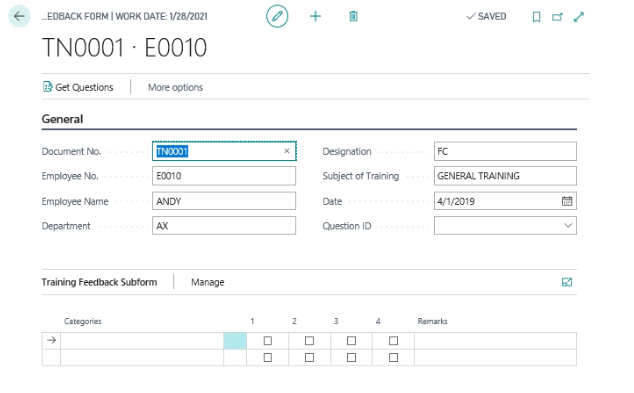 ...EDBACK FORM | WORK DATE: 1/28/2021
SAVED
TN0001 · E0010
Get Questions More options
General
Document No. TN0001 Designation FC
Employee No. E0010 Subject of Training GENERAL TRAINING
Employee Name ANDY Date 4/1/2019
Department AX Question ID
Training Feedback Subform Manage
Categories 1 2 3 4 Remarks